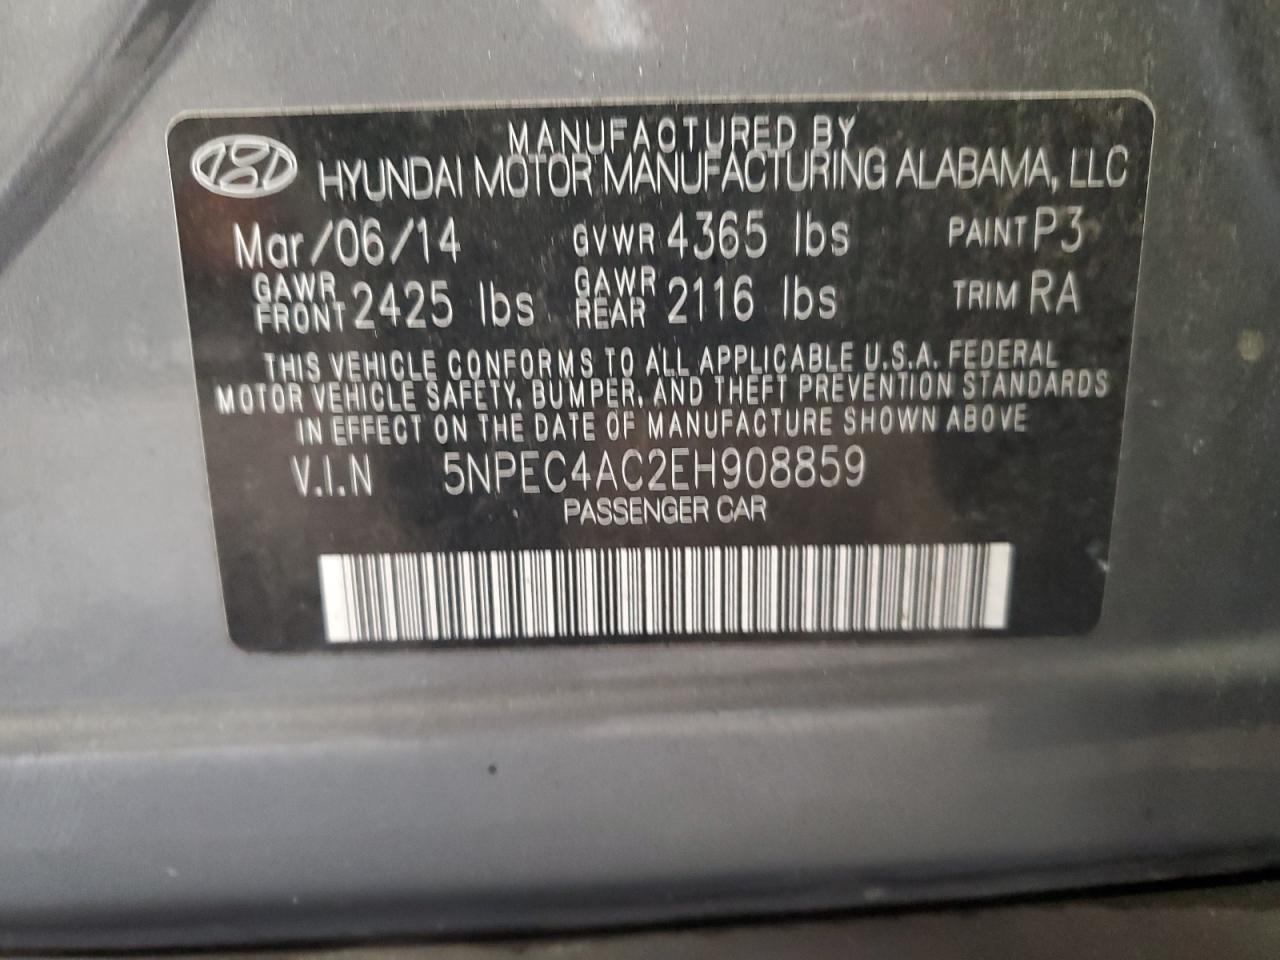 MANUFACTURED BY
HYUNDAI MOTOR MANUFACTURING ALABAMA, LLC
Mar/06/14 GVWR 4365 lbs PAINT P3
GAWR FRONT 2425 lbs GAWR REAR 2116 lbs TRIM RA
THIS VEHICLE CONFORMS TO ALL APPLICABLE U.S.A. FEDERAL
MOTOR VEHICLE SAFETY, BUMPER, AND THEFT PREVENTION STANDARDS
IN EFFECT ON THE DATE OF MANUFACTURE SHOWN ABOVE
V.I.N 5NPEC4AC2EH908859
PASSENGER CAR